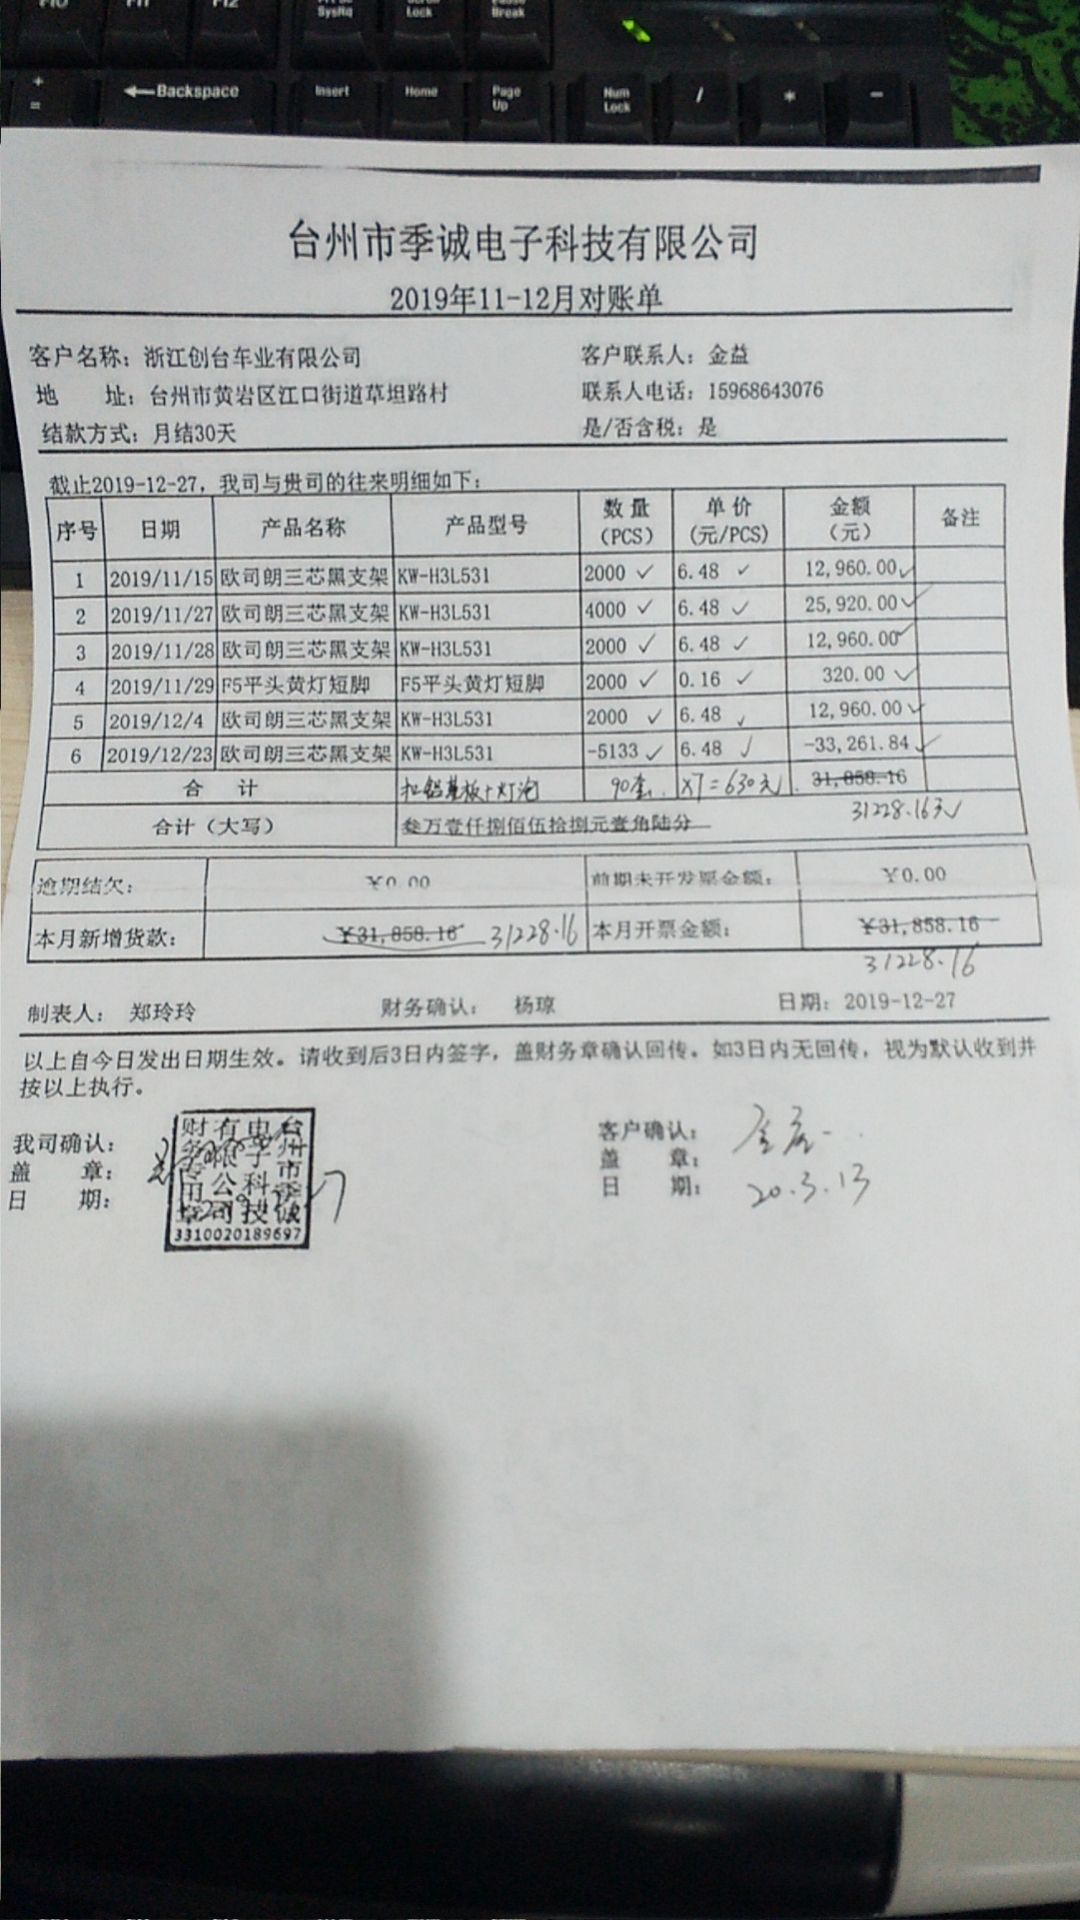 F10 F11 F12 PrtSc SysRq Scroll Lock Pause Break
+ = ←Backspace Insert Home Page Up Num Lock / * -
台州市季诚电子科技有限公司
2019年11-12月对账单
客户名称：浙江创台车业有限公司 客户联系人：金益
地 址：台州市黄岩区江口街道草坦路村 联系人电话：15968643076
结款方式：月结30天 是/否含税：是
截止2019-12-27，我司与贵司的往来明细如下：
序号 日期 产品名称 产品型号 数量（PCS） 单价（元/PCS） 金额（元） 备注
1 2019/11/15 欧司朗三芯黑支架 KW-H3L531 2000 ✓ 6.48 ✓ 12,960.00 ✓
2 2019/11/27 欧司朗三芯黑支架 KW-H3L531 4000 ✓ 6.48 ✓ 25,920.00 ✓
3 2019/11/28 欧司朗三芯黑支架 KW-H3L531 2000 ✓ 6.48 ✓ 12,960.00 ✓
4 2019/11/29 F5平头黄灯短脚 F5平头黄灯短脚 2000 ✓ 0.16 ✓ 320.00 ✓
5 2019/12/4 欧司朗三芯黑支架 KW-H3L531 2000 ✓ 6.48 ✓ 12,960.00 ✓
6 2019/12/23 欧司朗三芯黑支架 KW-H3L531 -5133 ✓ 6.48 ✓ -33,261.84 ✓
合 计 扣铝基板+灯泡 90套. ×7=630元. 31,858.16
31228.16元 ✓
合计（大写） 叁万壹仟捌佰伍拾捌元壹角陆分
逾期结欠： ¥0.00 前期未开发票金额： ¥0.00
本月新增货款： ¥31,858.16 31228.16 本月开票金额： ¥31,858.16
31228.16
制表人： 郑玲玲 财务确认： 杨琼 日期：2019-12-27
以上自今日发出日期生效。请收到后3日内签字，盖财务章确认回传。如3日内无回传，视为默认收到并
按以上执行。
我司确认： 客户确认： 金益
盖 章： 盖 章：
日 期： 日 期： 20.3.13
台州市季诚
电子科技
有限公司
财务专用章
3310020189697